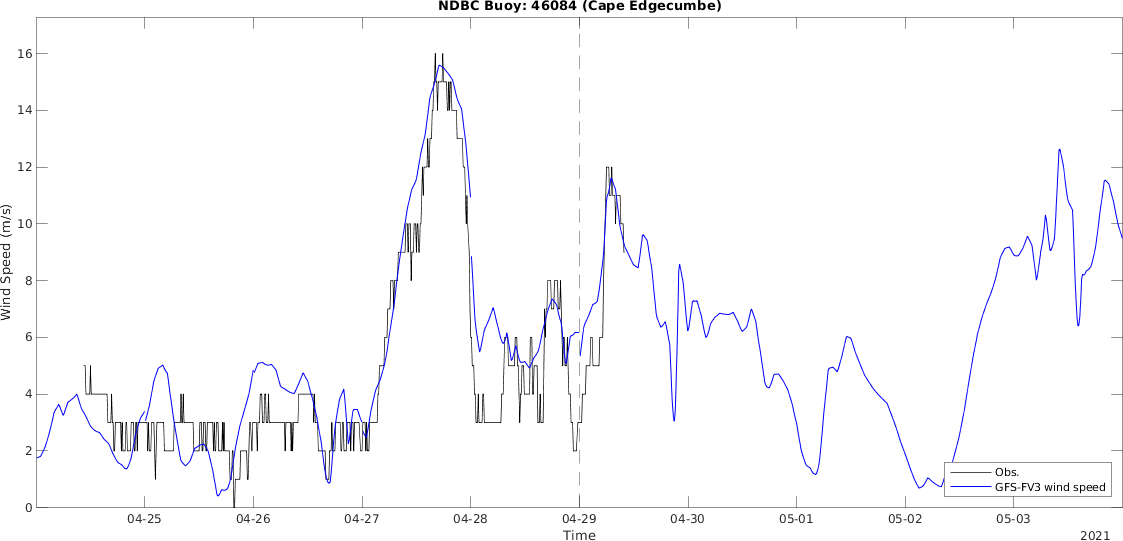 NDBC Buoy: 46084 (Cape Edgecumbe)
16
14
12
10
8
6
4
2
0
Wind Speed (m/s)
Obs.
GFS-FV3 wind speed
04-25 04-26 04-27 04-28 04-29 04-30 05-01 05-02 05-03
Time
2021